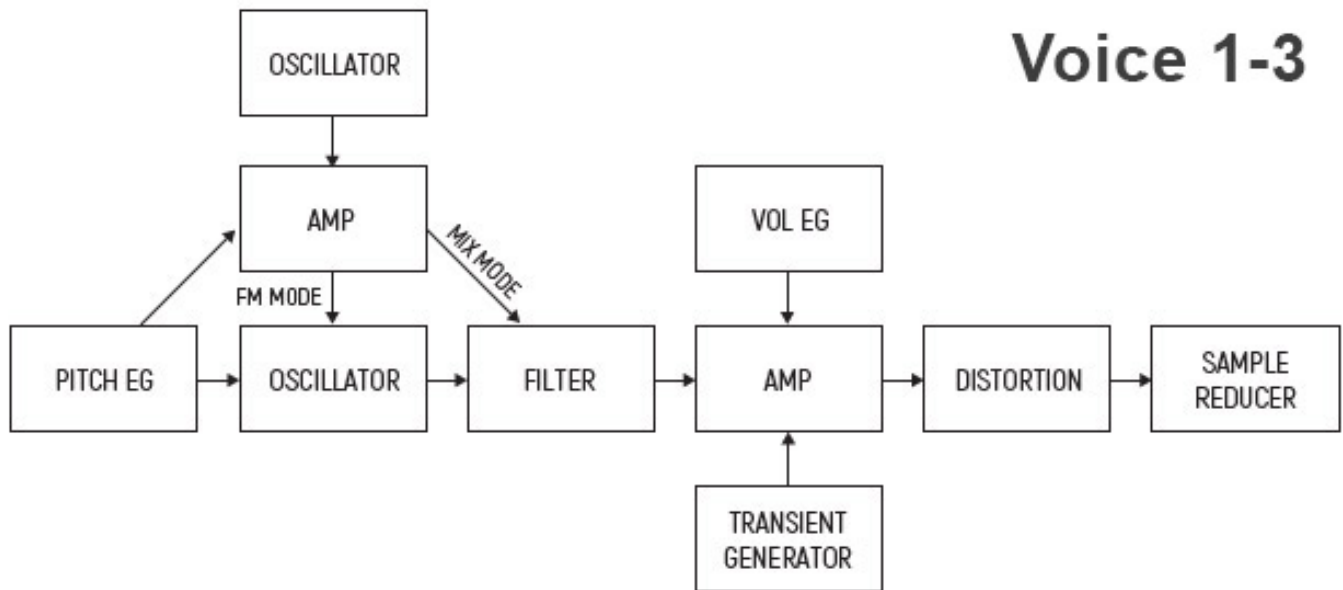 Voice 1-3
OSCILLATOR
AMP
MIX MODE
FM MODE
VOL EG
PITCH EG
OSCILLATOR
FILTER
AMP
DISTORTION
SAMPLE
REDUCER
TRANSIENT
GENERATOR